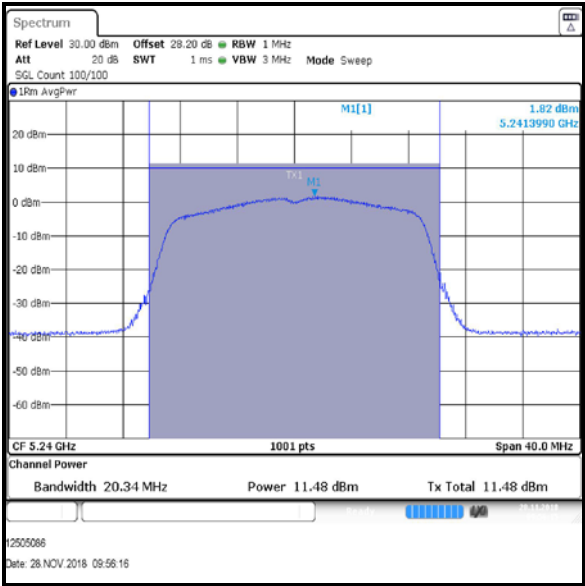 Spectrum
Ref Level 30.00 dBm Offset 28.20 dB RBW 1 MHz
Att 20 dB SWT 1 ms VBW 3 MHz Mode Sweep
SGL Count 100/100
1Rm AvgPwr
M1[1] 1.82 dBm
5.2413990 GHz
20 dBm
10 dBm
TX1
M1
0 dBm
-10 dBm
-20 dBm
-30 dBm
-40 dBm
-50 dBm
-60 dBm
CF 5.24 GHz 1001 pts Span 40.0 MHz
Channel Power
Bandwidth 20.34 MHz Power 11.48 dBm Tx Total 11.48 dBm
12505086
Date: 28.NOV.2018 09:56:16